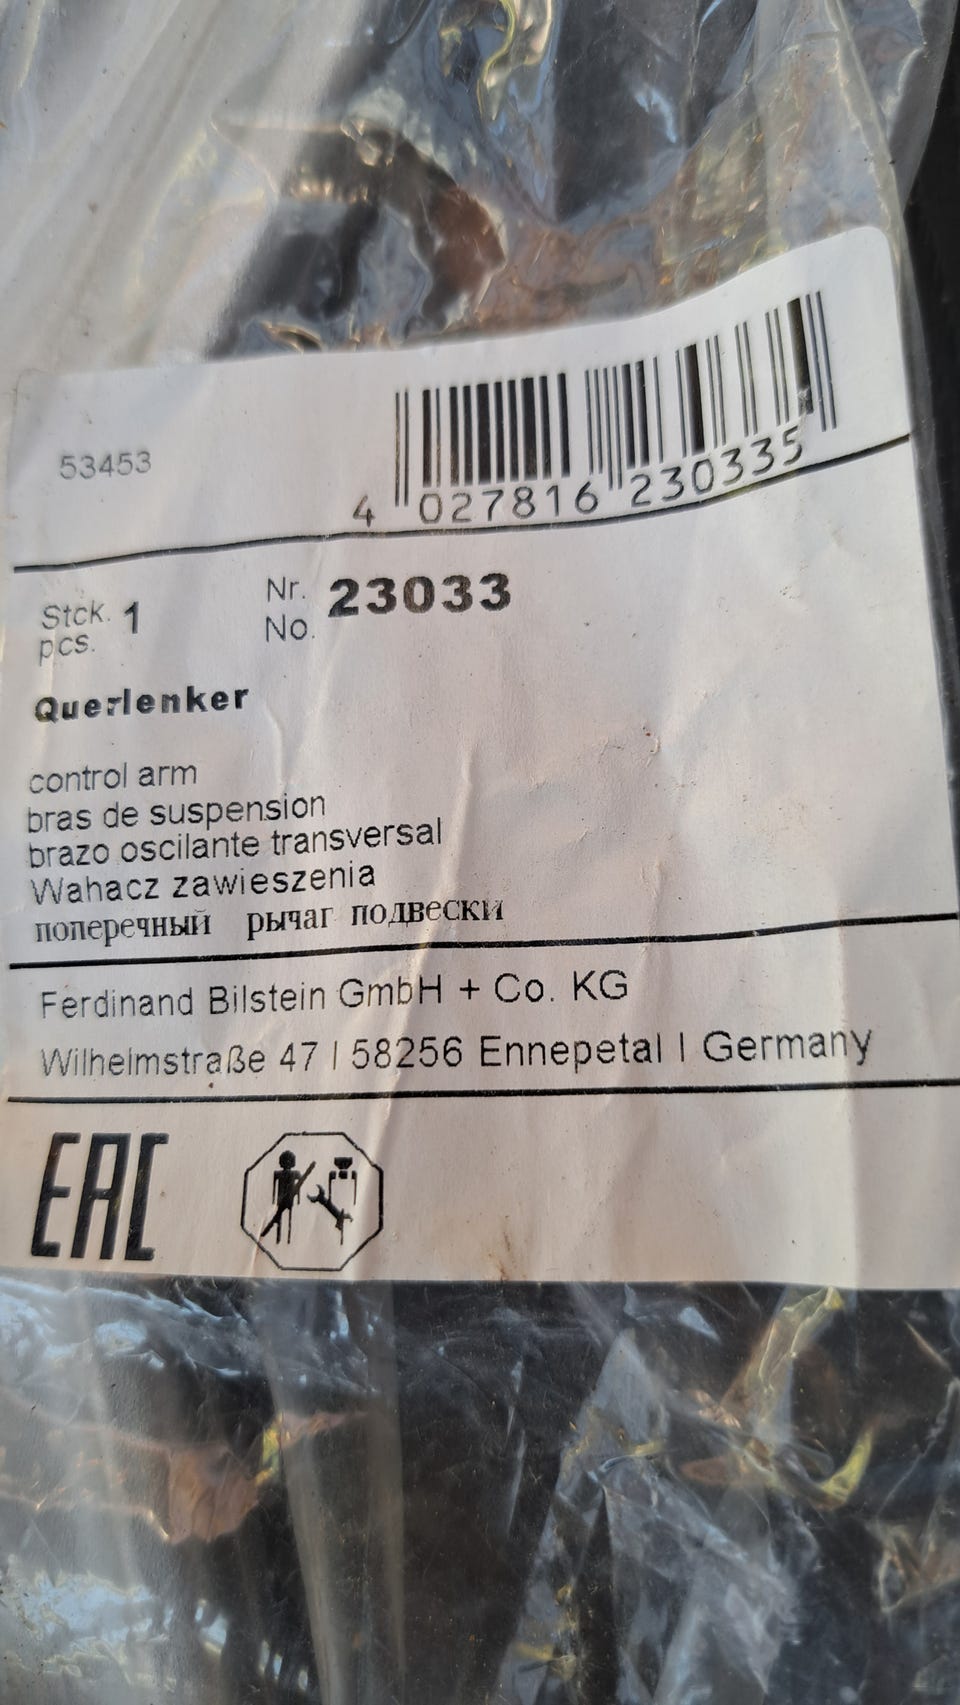 53453
4 027816 230335
Stck. 1
pcs.
Nr. 23033
No.
Querlenker
control arm
bras de suspension
brazo oscilante transversal
Wahacz zawieszenia
поперечный рычаг подвески
Ferdinand Bilstein GmbH + Co. KG
Wilhelmstraße 47 | 58256 Ennepetal | Germany
EAC